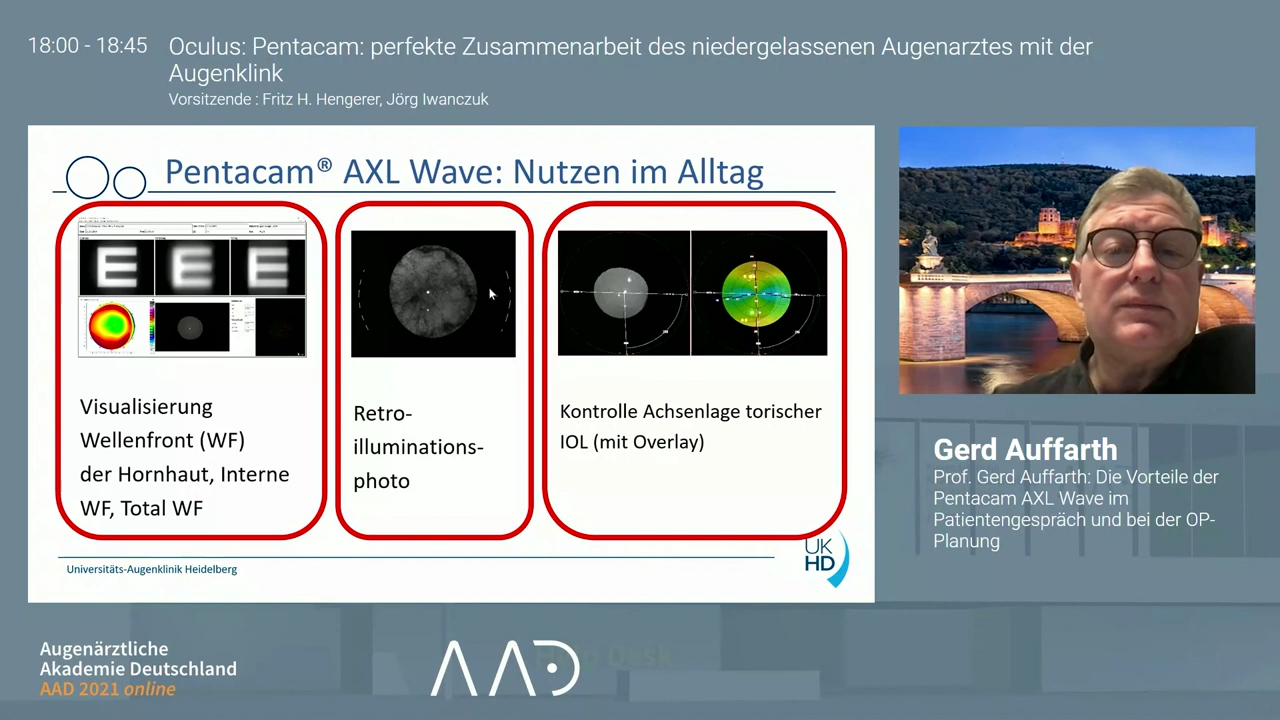 18:00 - 18:45
Oculus: Pentacam: perfekte Zusammenarbeit des niedergelassenen Augenarztes mit der
Augenklink
Vorsitzende : Fritz H. Hengerer, Jörg Iwanczuk
Pentacam® AXL Wave: Nutzen im Alltag
E E E
Visualisierung
Wellenfront (WF)
der Hornhaut, Interne
WF, Total WF
Retro-
illuminations-
photo
Kontrolle Achsenlage torischer
IOL (mit Overlay)
Universitäts-Augenklinik Heidelberg
UK
HD
Gerd Auffarth
Prof. Gerd Auffarth: Die Vorteile der
Pentacam AXL Wave im
Patientengespräch und bei der OP-
Planung
Augenärztliche
Akademie Deutschland
AAD 2021 online
AAD